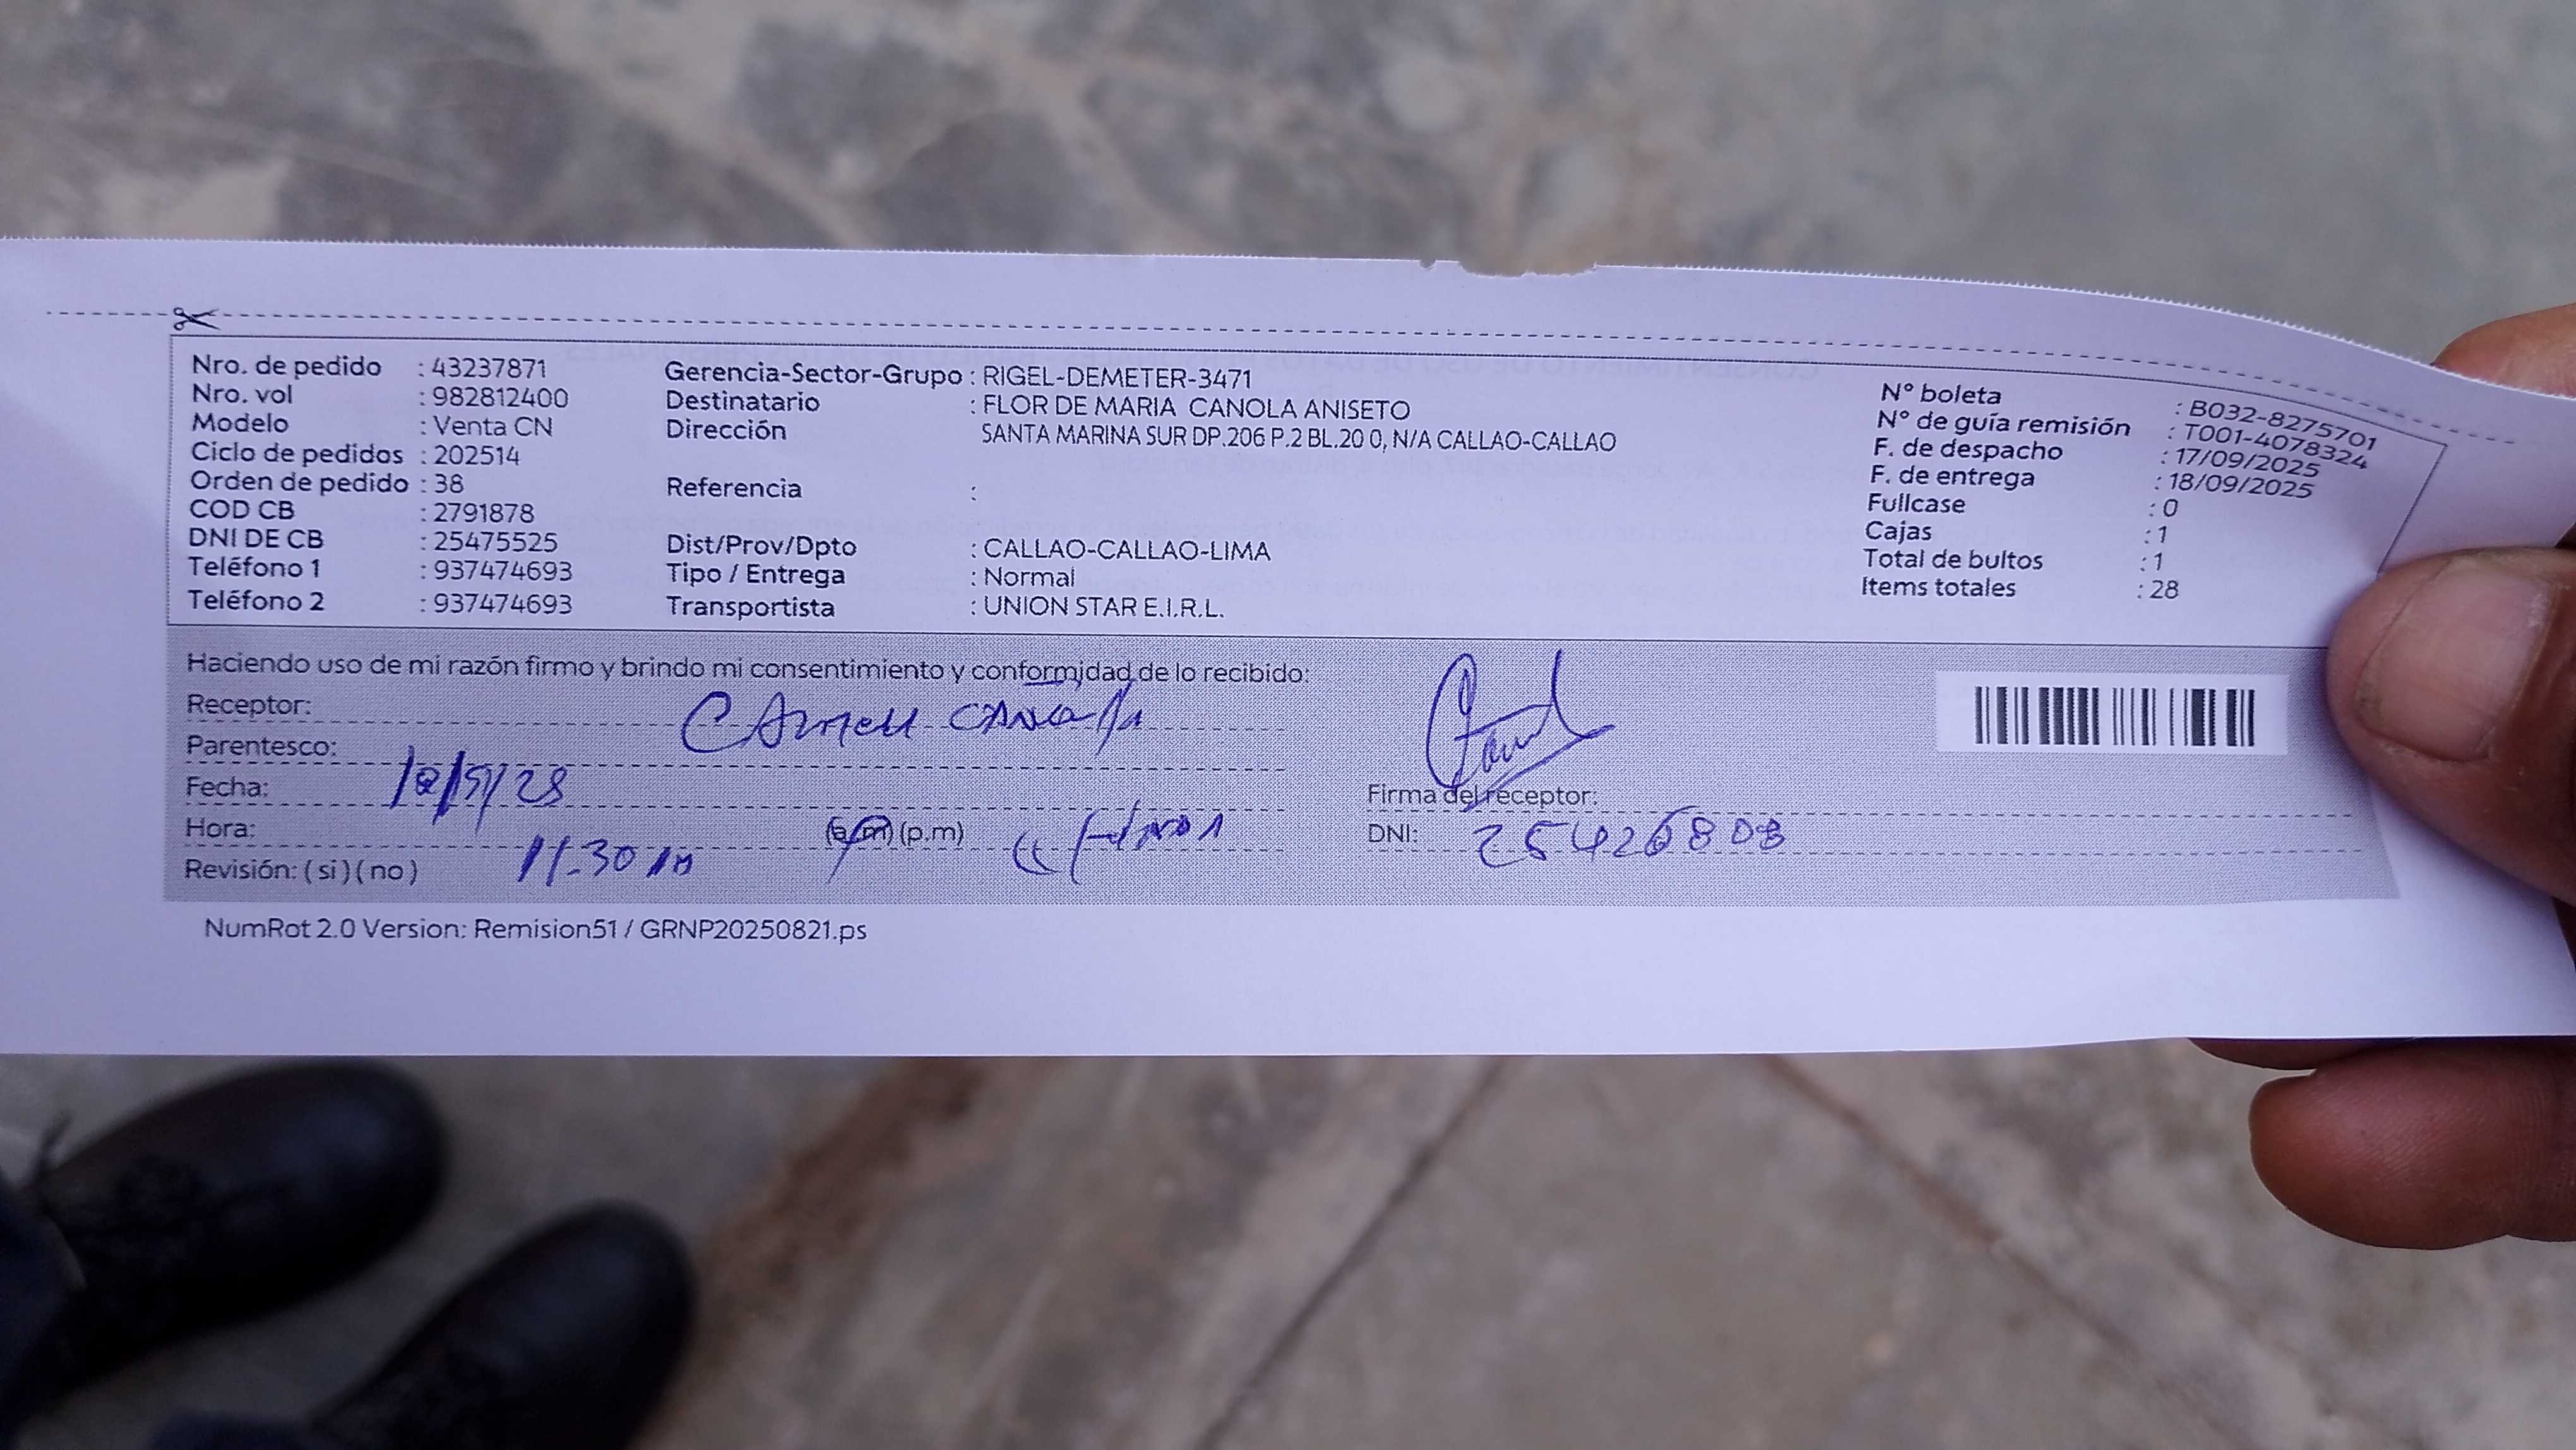 Nro. de pedido : 43237871
Nro. vol : 982812400
Modelo : Venta CN
Ciclo de pedidos : 202514
Orden de pedido : 38
COD CB : 2791878
DNI DE CB : 25475525
Teléfono 1 : 937474693
Teléfono 2 : 937474693
Gerencia-Sector-Grupo : RIGEL-DEMETER-3471
Destinatario : FLOR DE MARIA CANOLA ANISETO
Dirección SANTA MARINA SUR DP.206 P.2 BL.20 0, N/A CALLAO-CALLAO
Referencia :
Dist/Prov/Dpto : CALLAO-CALLAO-LIMA
Tipo / Entrega : Normal
Transportista : UNION STAR E.I.R.L.
N° boleta : B032-8275701
N° de guía remisión : T001-4078324
F. de despacho : 17/09/2025
F. de entrega : 18/09/2025
Fullcase : 0
Cajas : 1
Total de bultos : 1
Items totales : 28
Haciendo uso de mi razón firmo y brindo mi consentimiento y conformidad de lo recibido:
Receptor: CARMEN CANOLA
Parentesco:
Fecha:
Hora: 11.30 (a.m) (p.m)
Revisión: ( si ) ( no )
Firma del receptor:
DNI: 25426808
NumRot 2.0 Version: Remision51 / GRNP20250821.ps